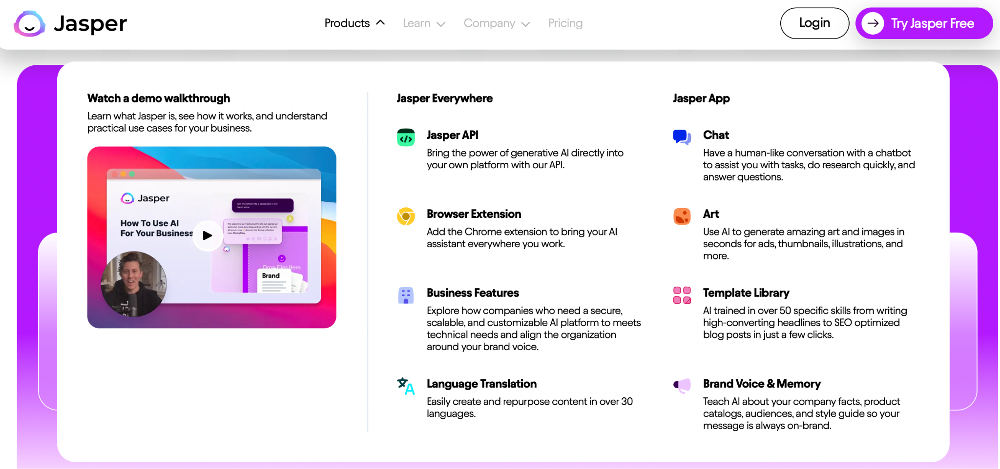 Jasper
Products
Learn
Company
Pricing
Login
Try Jasper Free
Watch a demo walkthrough
Learn what Jasper is, see how it works, and understand
practical use cases for your business.
Jasper
How To Use AI
For Your Business
Turn this article into a social post in our
brand voice
A
Drop Files Here
Brand
Jasper Everywhere
Jasper API
Bring the power of generative AI directly into
your own platform with our API.
Browser Extension
Add the Chrome extension to bring your AI
assistant everywhere you work.
Business Features
Explore how companies who need a secure,
scalable, and customizable AI platform to meets
technical needs and align the organization
around your brand voice.
Language Translation
Easily create and repurpose content in over 30
languages.
Jasper App
Chat
Have a human-like conversation with a chatbot
to assist you with tasks, do research quickly, and
answer questions.
Art
Use AI to generate amazing art and images in
seconds for ads, thumbnails, illustrations, and
more.
Template Library
AI trained in over 50 specific skills from writing
high-converting headlines to SEO optimized
blog posts in just a few clicks.
Brand Voice & Memory
Teach AI about your company facts, product
catalogs, audiences, and style guide so your
message is always on-brand.